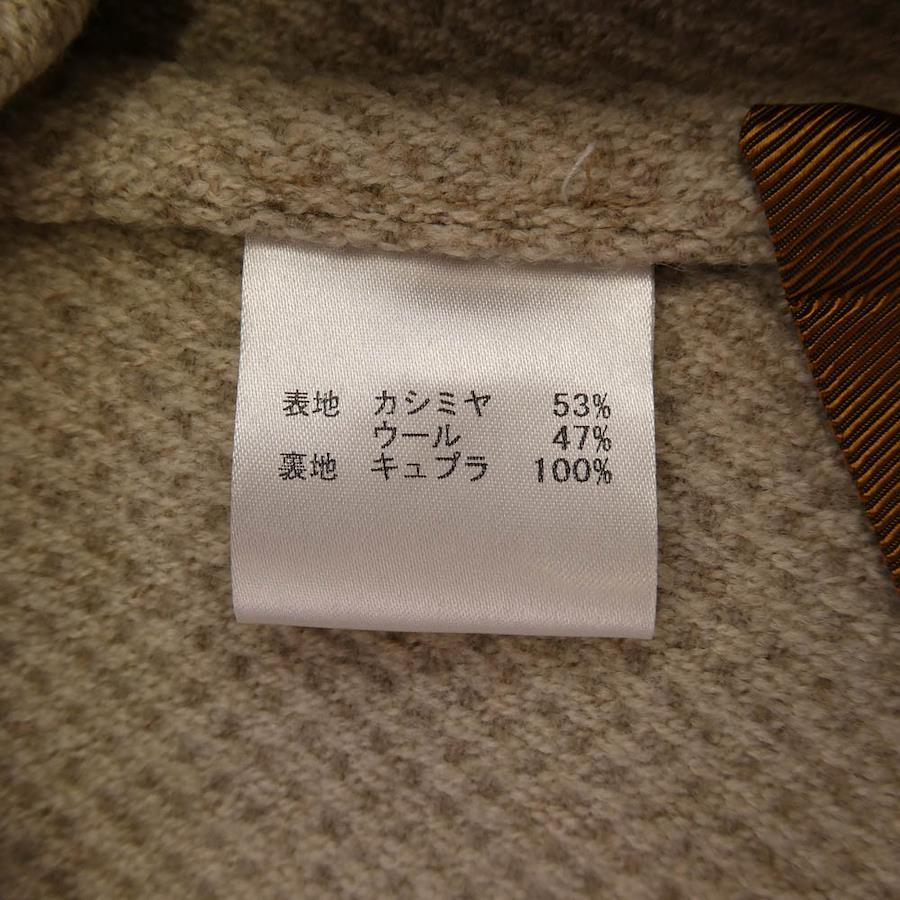 表地 カシミヤ 53%
ウール 47%
裏地 キュプラ 100%